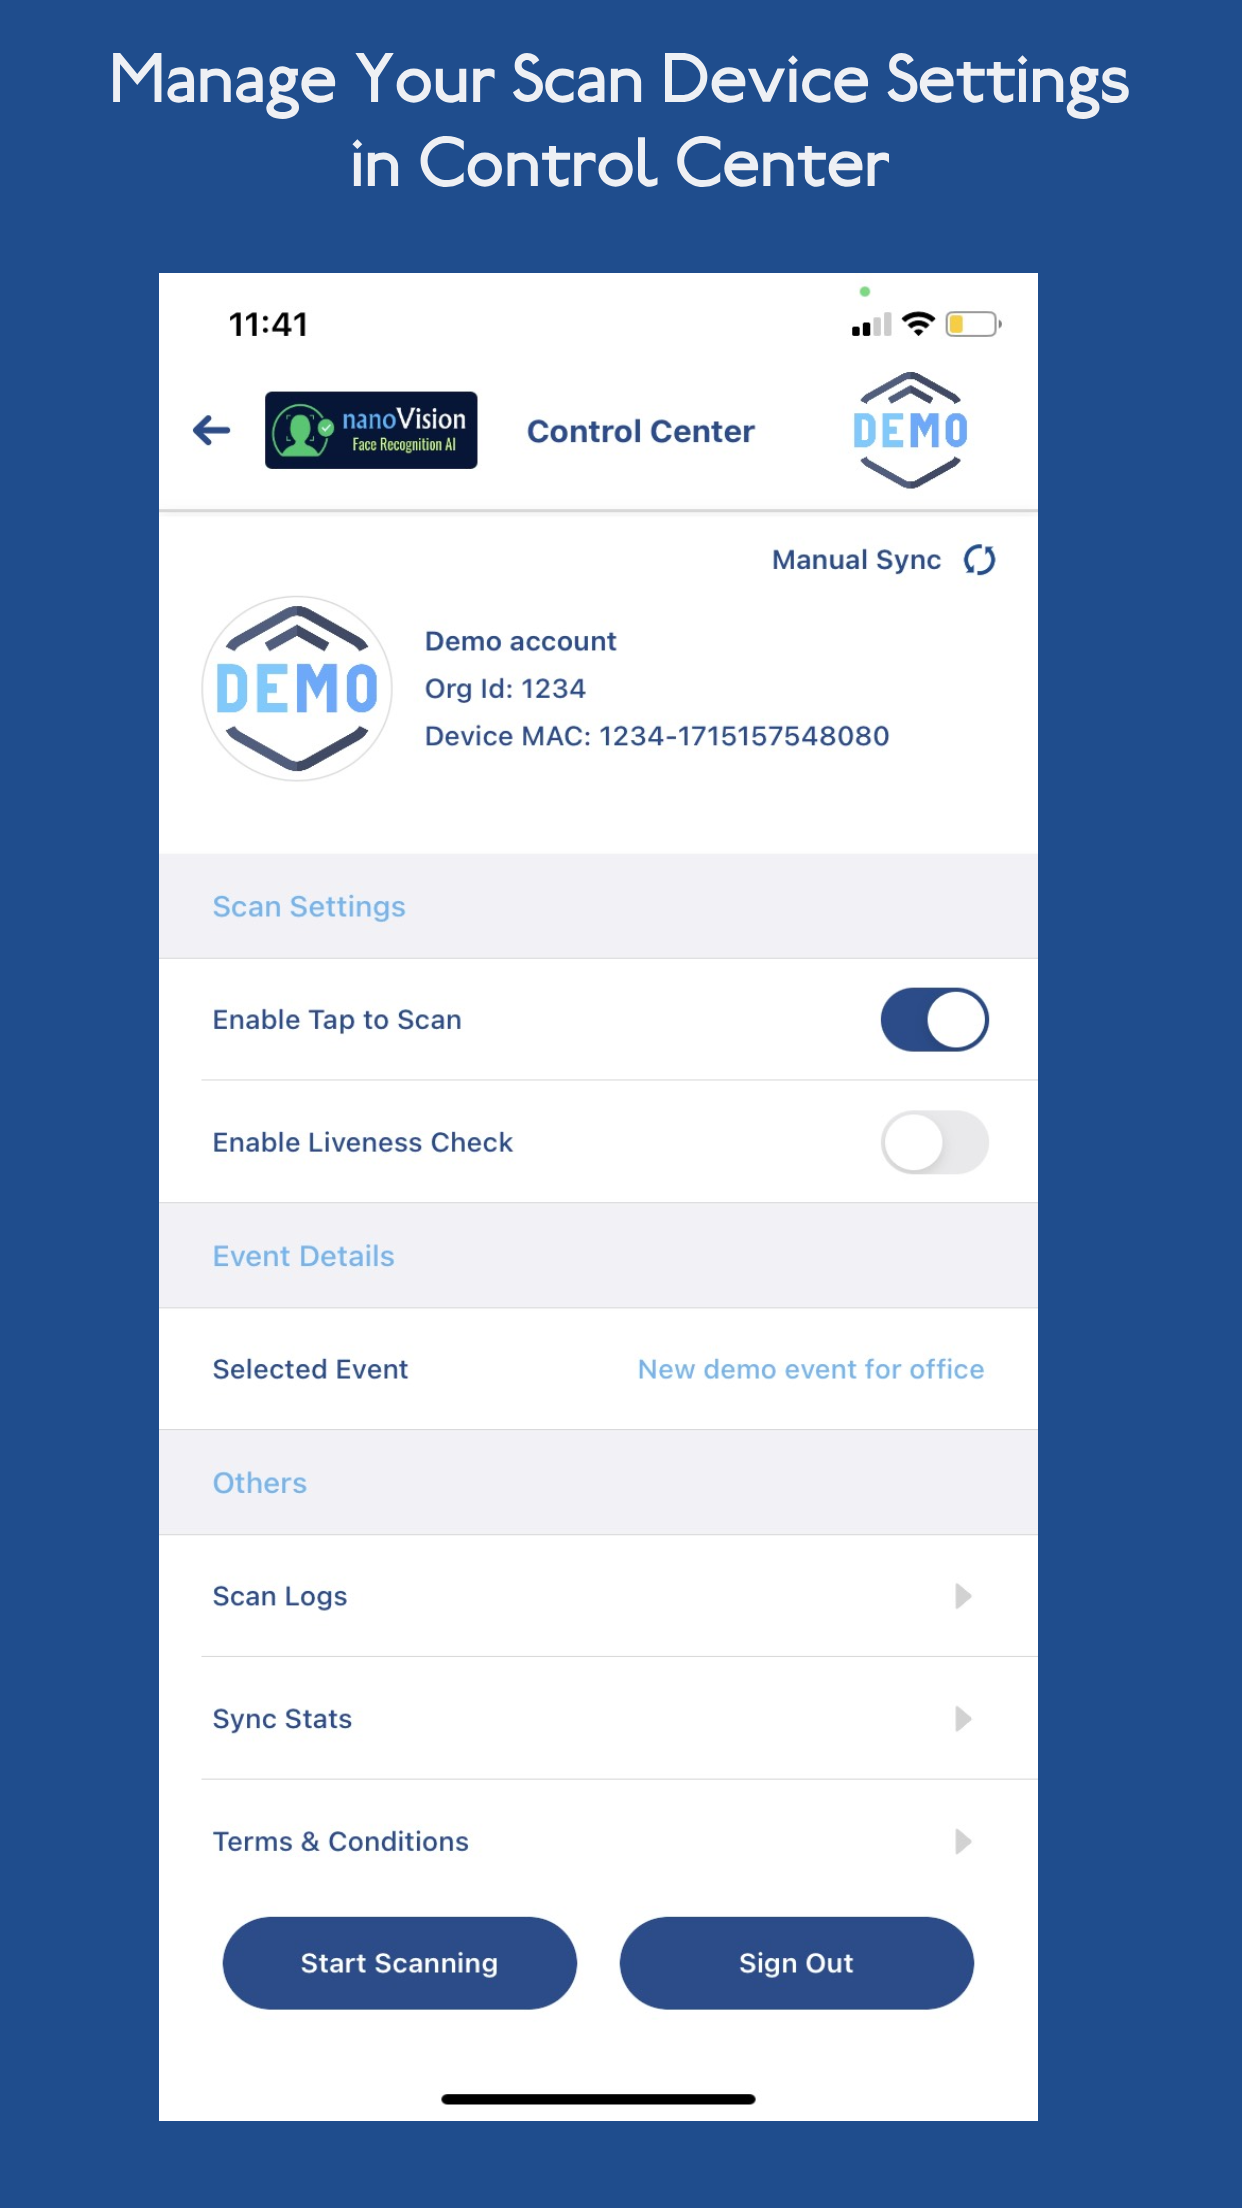 Manage Your Scan Device Settings
in Control Center
11:41
nanoVision
Face Recognition AI
Control Center
DEMO
Manual Sync
DEMO
Demo account
Org Id: 1234
Device MAC: 1234-1715157548080
Scan Settings
Enable Tap to Scan
Enable Liveness Check
Event Details
Selected Event New demo event for office
Others
Scan Logs
Sync Stats
Terms & Conditions
Start Scanning Sign Out